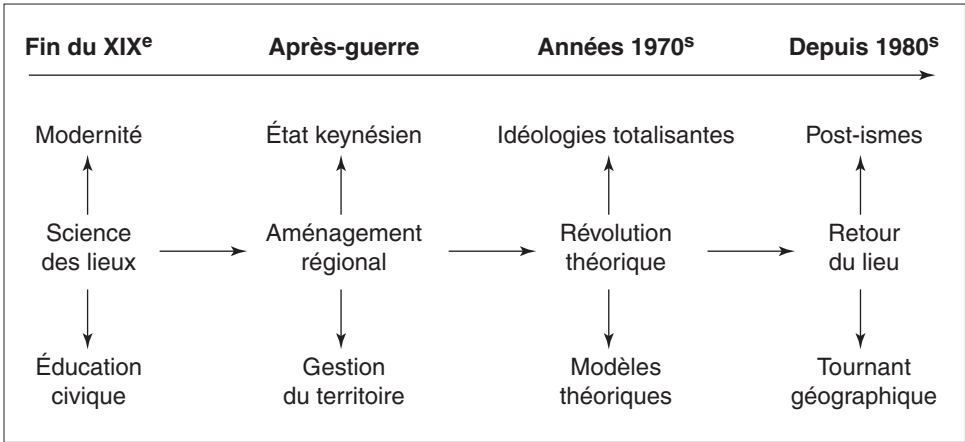 Fin du XIXe Après-guerre Années 1970s Depuis 1980s
Modernité État keynésien Idéologies totalisantes Post-ismes
Science Aménagement Révolution Retour
des lieux régional théorique du lieu
Éducation Gestion Modèles Tournant
civique du territoire théoriques géographique